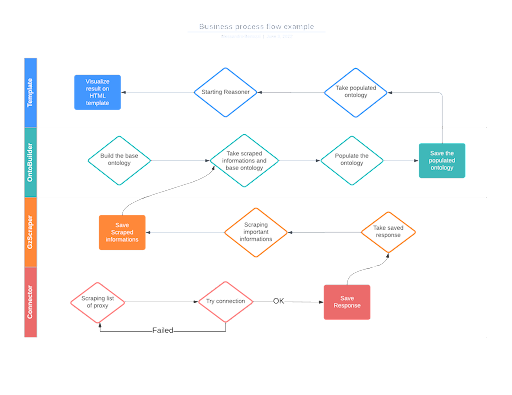 Business process flow example
Template
Visualize
result on
HTML
template
Starting Reasoner
Take populated
ontology
OntoBuilder
Build the base
ontology
Take scraped
informations and
base ontology
Populate the
ontology
Save the
populated
ontology
OzScraper
Save
Scraped
informations
Scraping
important
informations
Take saved
response
Connector
Scraping list
of proxy
Try connection
OK
Save
Response
Failed